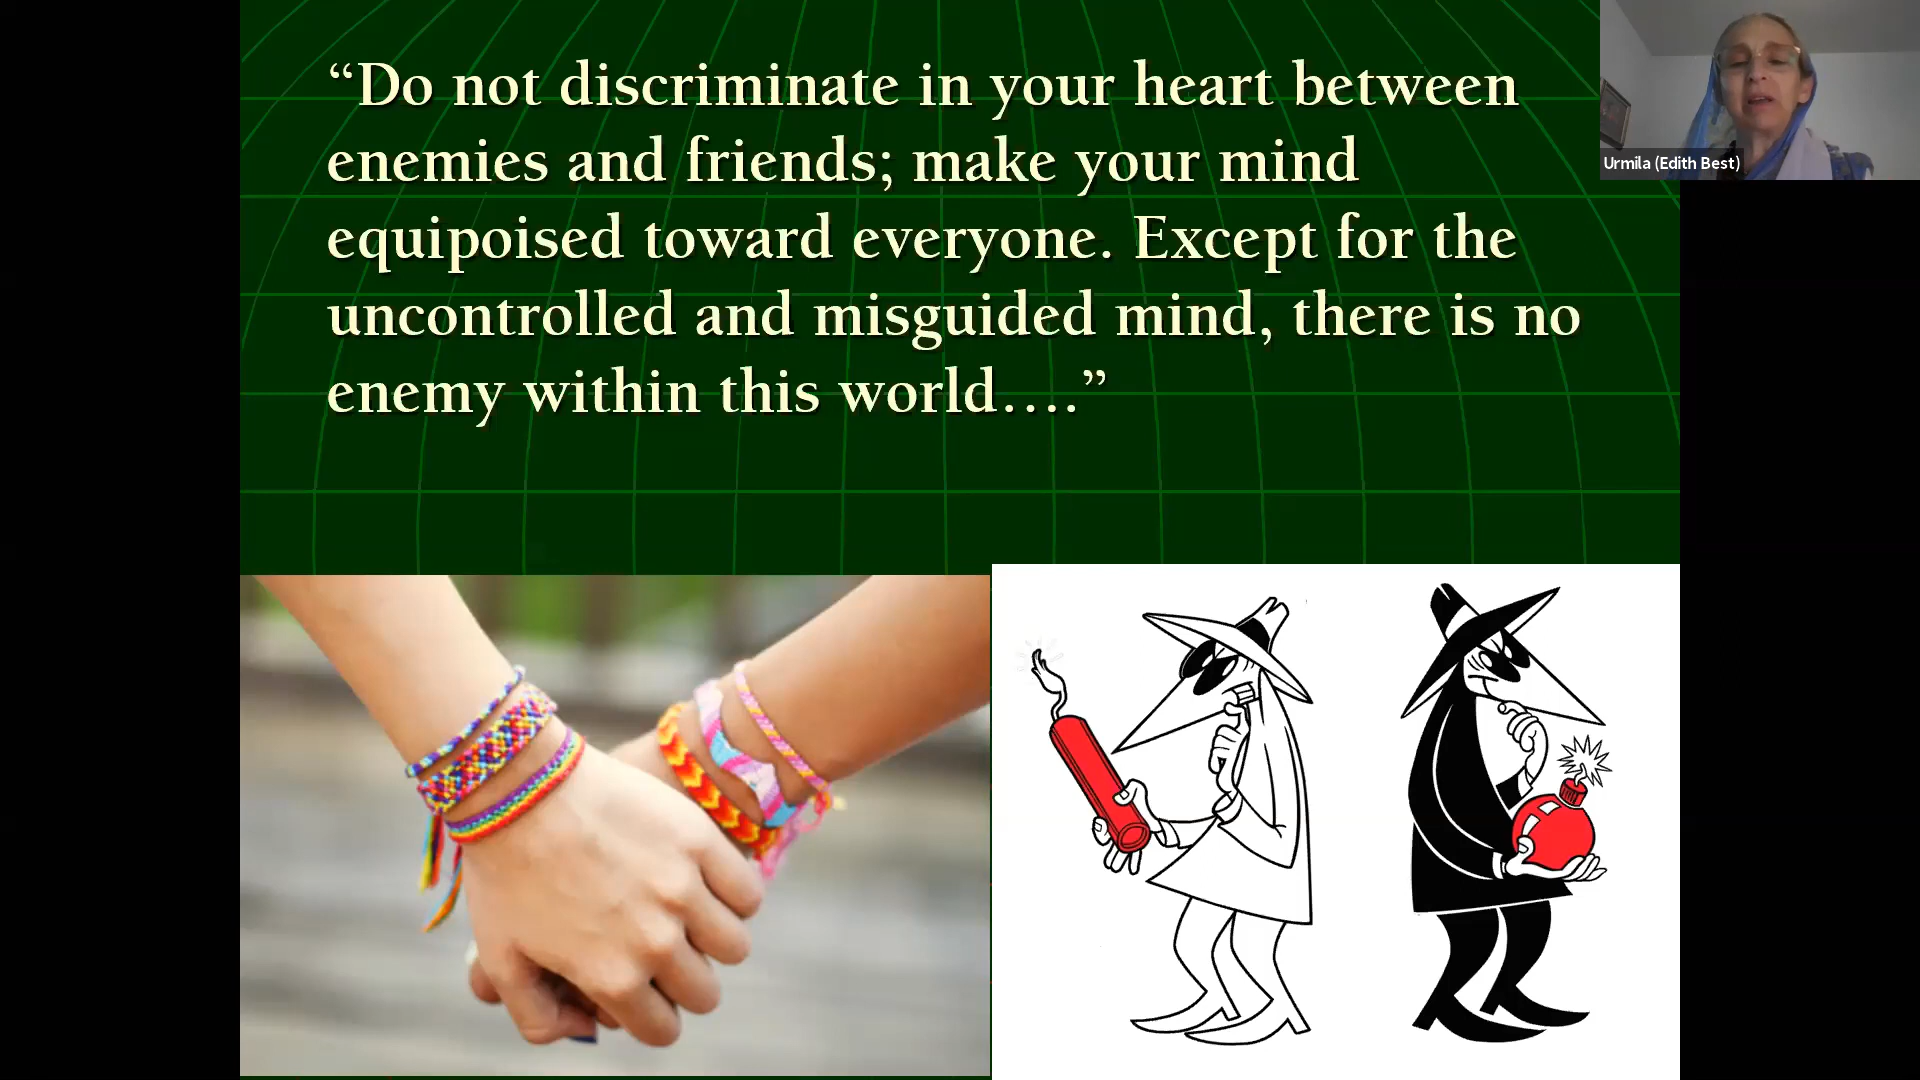 “Do not discriminate in your heart between
enemies and friends; make your mind
equipoised toward everyone. Except for the
uncontrolled and misguided mind, there is no
enemy within this world….”
Urmila (Edith Best)